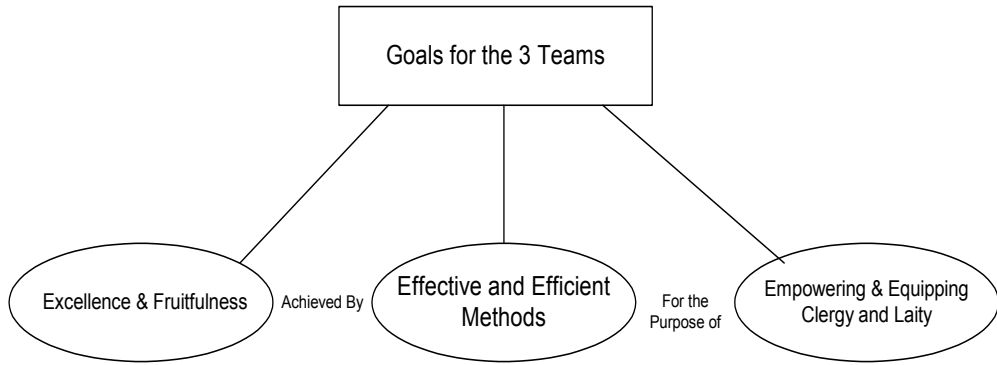 Goals for the 3 Teams
Excellence & Fruitfulness
Achieved By
Effective and Efficient
Methods
For the
Purpose of
Empowering & Equipping
Clergy and Laity